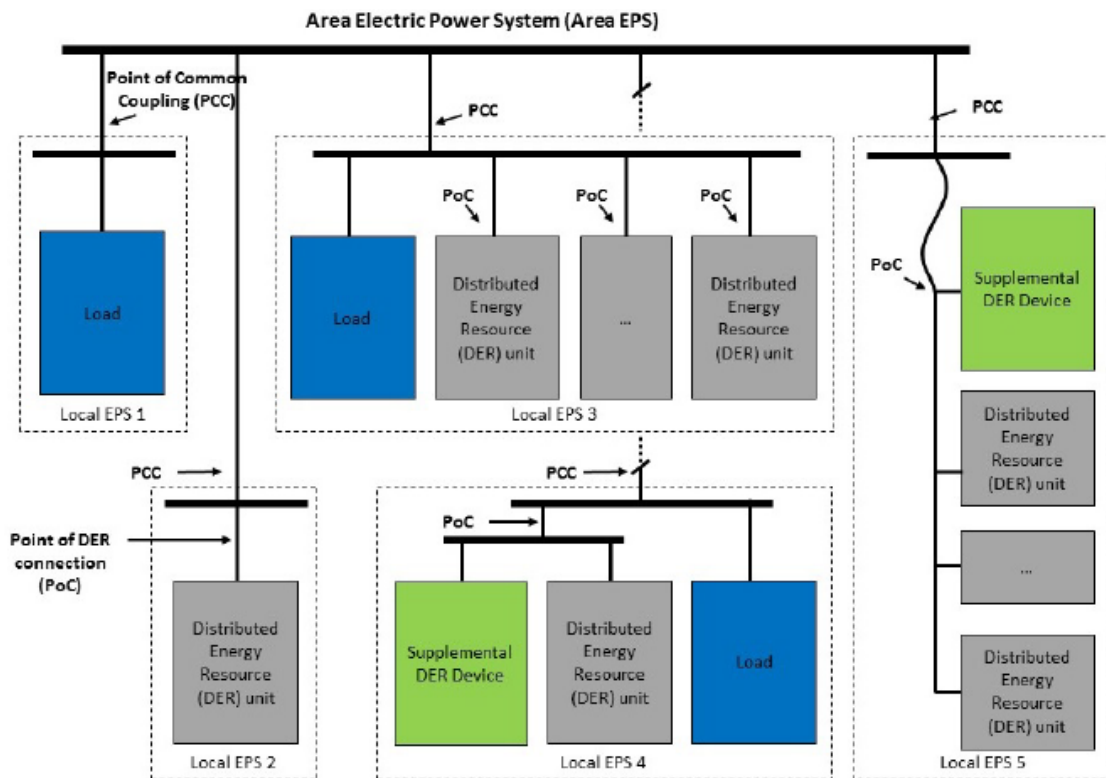 Area Electric Power System (Area EPS)
Point of Common
Coupling (PCC)
PCC
PCC
PoC
PoC
PoC
Load
Load
Distributed
Energy
Resource
(DER) unit
...
Distributed
Energy
Resource
(DER) unit
PoC
Supplemental
DER Device
Local EPS 1
Local EPS 3
Distributed
Energy
Resource
(DER) unit
PCC
PCC
Point of DER
connection
(PoC)
PoC
...
Distributed
Energy
Resource
(DER) unit
Supplemental
DER Device
Distributed
Energy
Resource
(DER) unit
Load
Distributed
Energy
Resource
(DER) unit
Local EPS 2
Local EPS 4
Local EPS 5